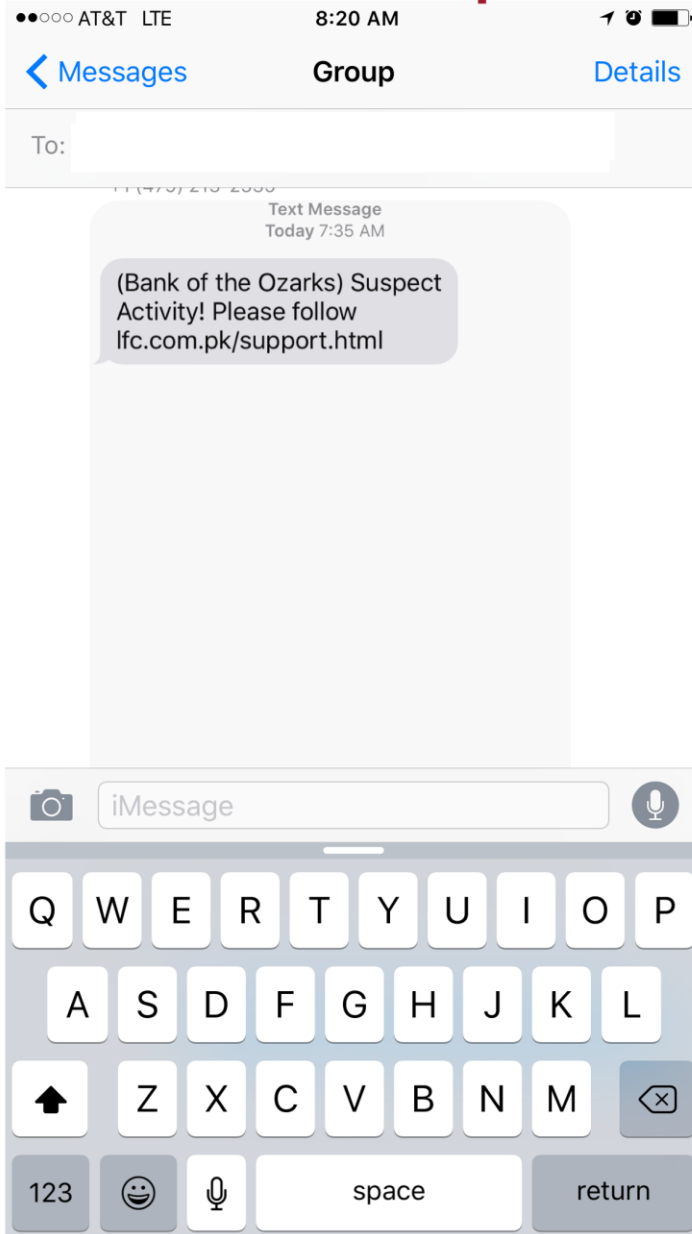 AT&T LTE 8:20 AM
Messages Group Details
To:
Text Message
Today 7:35 AM
(Bank of the Ozarks) Suspect
Activity! Please follow
lfc.com.pk/support.html
iMessage
Q W E R T Y U I O P
A S D F G H J K L
Z X C V B N M
123 space return